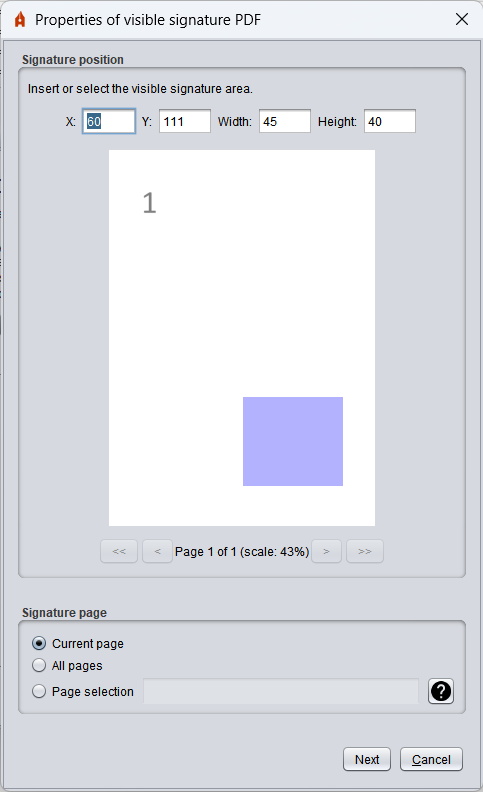 Properties of visible signature PDF
Signature position
Insert or select the visible signature area.
X: 60 Y: 111 Width: 45 Height: 40
1
<< < Page 1 of 1 (scale: 43%) > >>
Signature page
Current page
All pages
Page selection ?
Next Cancel